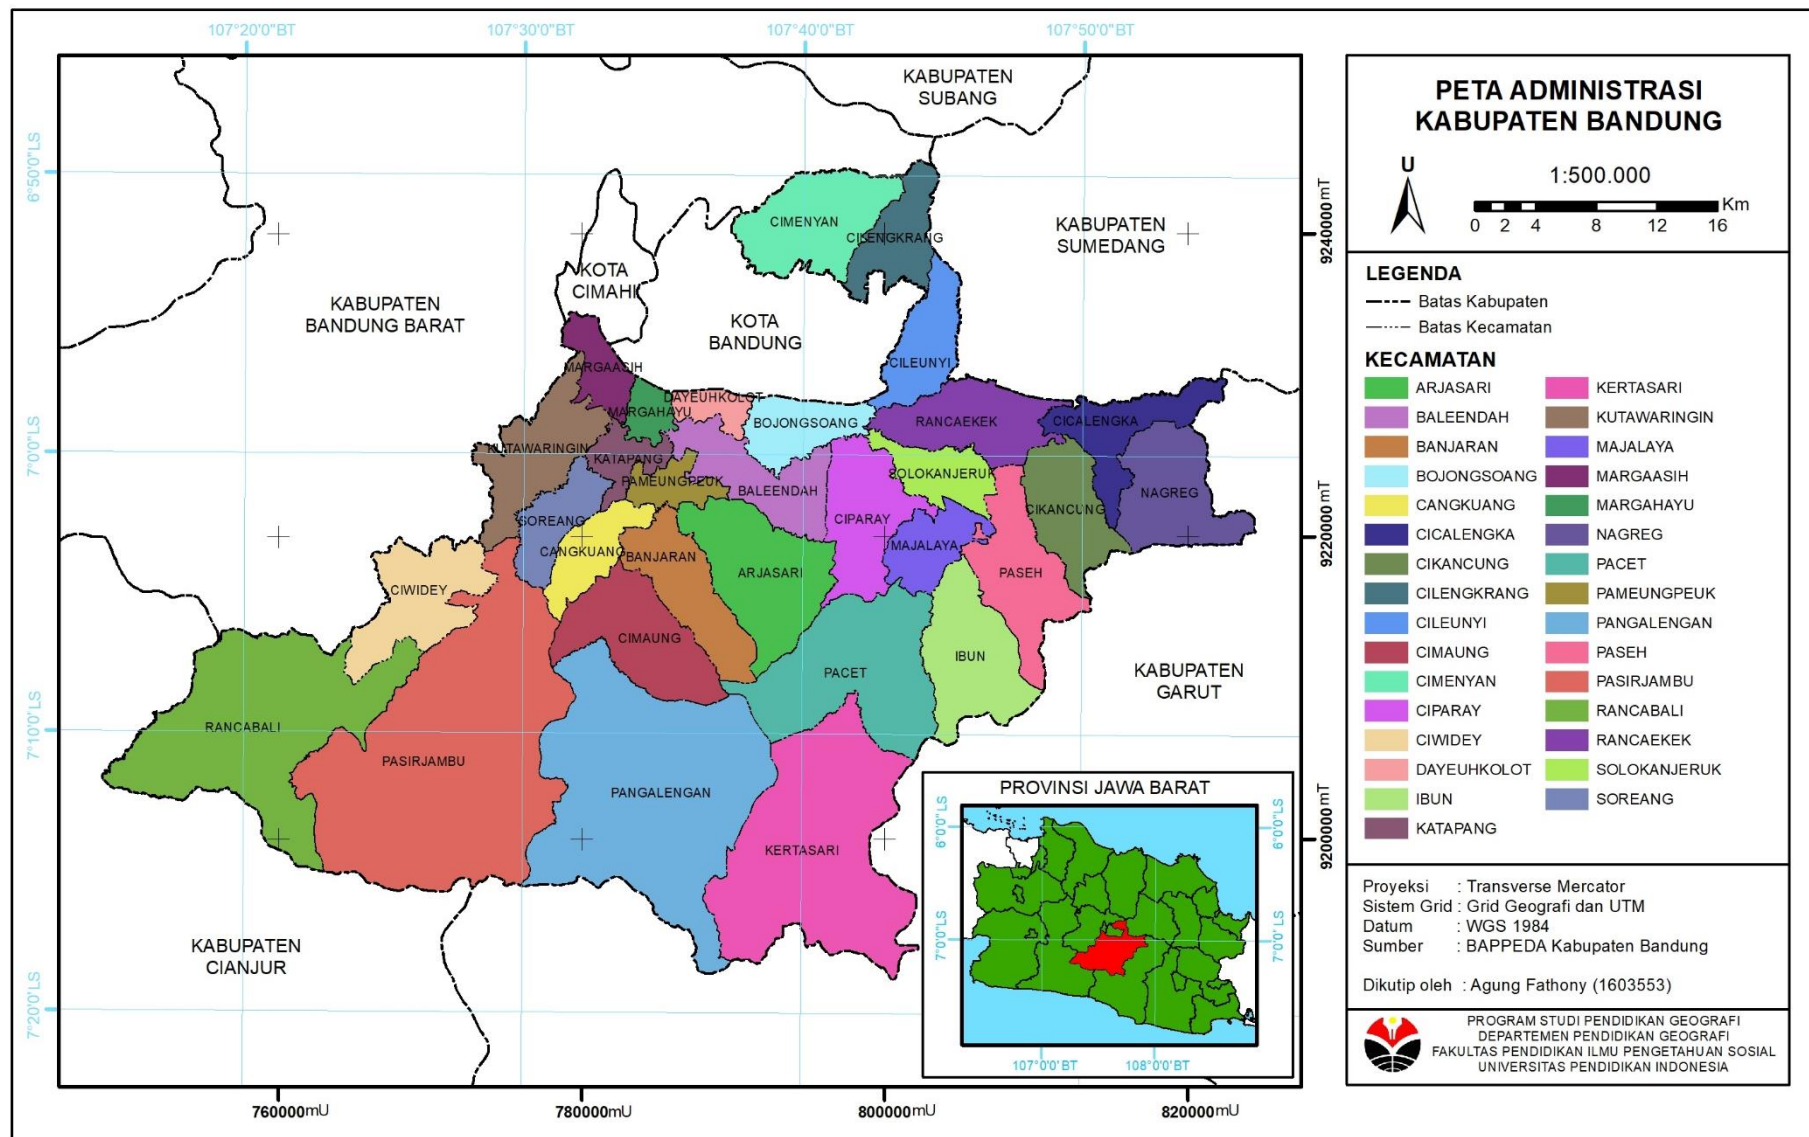 107°20'0"BT
107°30'0"BT
107°40'0"BT
107°50'0"BT
6°50'0"LS
7°0'0"LS
7°10'0"LS
7°20'0"LS
9240000mT
9220000mT
9200000mT
760000mU
780000mU
800000mU
820000mU
KABUPATEN
SUBANG
KABUPATEN
SUMEDANG
KOTA
CIMAHI
KABUPATEN
BANDUNG BARAT
KOTA
BANDUNG
KABUPATEN
GARUT
KABUPATEN
CIANJUR
CIMENYAN
CILENGKRANG
CILEUNYI
MARGAASIH
DAYEUHKOLOT
MARGAHAYU
BOJONGSOANG
RANCAEKEK
CICALENGKA
KUTAWARINGIN
KATAPANG
PAMEUNGPEUK
BALEENDAH
SOLOKANJERUK
NAGREG
SOREANG
CIPARAY
CIKANCUNG
CANGKUANG
BANJARAN
MAJALAYA
ARJASARI
PASEH
CIWIDEY
CIMAUNG
PACET
IBUN
RANCABALI
PASIRJAMBU
PANGALENGAN
KERTASARI
PROVINSI JAWA BARAT
6°0'0"LS
6°0'0"LS
7°0'0"LS
7°0'0"LS
107°0'0"BT
108°0'0"BT
PETA ADMINISTRASI
KABUPATEN BANDUNG
U
1:500.000
Km
0 2 4 8 12 16
LEGENDA
Batas Kabupaten
Batas Kecamatan
KECAMATAN
ARJASARI
BALEENDAH
BANJARAN
BOJONGSOANG
CANGKUANG
CICALENGKA
CIKANCUNG
CILENGKRANG
CILEUNYI
CIMAUNG
CIMENYAN
CIPARAY
CIWIDEY
DAYEUHKOLOT
IBUN
KATAPANG
KERTASARI
KUTAWARINGIN
MAJALAYA
MARGAASIH
MARGAHAYU
NAGREG
PACET
PAMEUNGPEUK
PANGALENGAN
PASEH
PASIRJAMBU
RANCABALI
RANCAEKEK
SOLOKANJERUK
SOREANG
Proyeksi : Transverse Mercator
Sistem Grid : Grid Geografi dan UTM
Datum : WGS 1984
Sumber : BAPPEDA Kabupaten Bandung
Dikutip oleh : Agung Fathony (1603553)
PROGRAM STUDI PENDIDIKAN GEOGRAFI
DEPARTEMEN PENDIDIKAN GEOGRAFI
FAKULTAS PENDIDIKAN ILMU PENGETAHUAN SOSIAL
UNIVERSITAS PENDIDIKAN INDONESIA